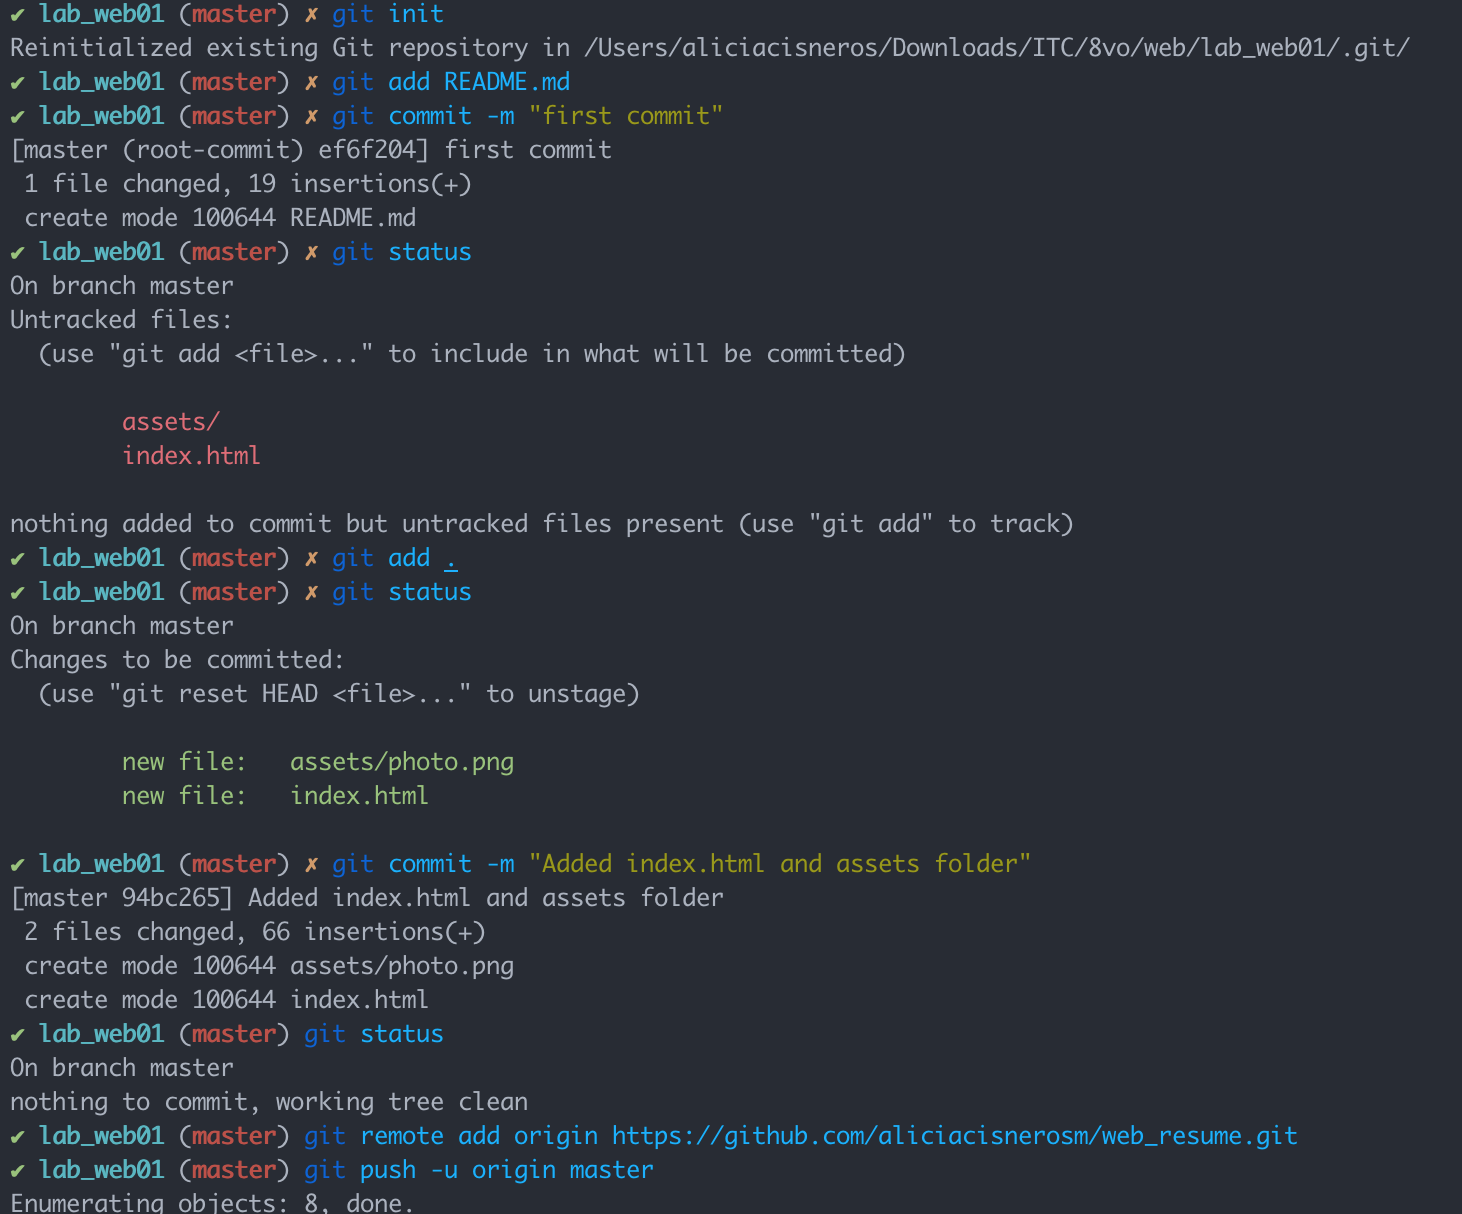 ✔ lab_web01 (master) ✗ git init
Reinitialized existing Git repository in /Users/aliciacisneros/Downloads/ITC/8vo/web/lab_web01/.git/
✔ lab_web01 (master) ✗ git add README.md
✔ lab_web01 (master) ✗ git commit -m "first commit"
[master (root-commit) ef6f204] first commit
 1 file changed, 19 insertions(+)
 create mode 100644 README.md
✔ lab_web01 (master) ✗ git status
On branch master
Untracked files:
  (use "git add <file>..." to include in what will be committed)

        assets/
        index.html

nothing added to commit but untracked files present (use "git add" to track)
✔ lab_web01 (master) ✗ git add .
✔ lab_web01 (master) ✗ git status
On branch master
Changes to be committed:
  (use "git reset HEAD <file>..." to unstage)

        new file:   assets/photo.png
        new file:   index.html

✔ lab_web01 (master) ✗ git commit -m "Added index.html and assets folder"
[master 94bc265] Added index.html and assets folder
 2 files changed, 66 insertions(+)
 create mode 100644 assets/photo.png
 create mode 100644 index.html
✔ lab_web01 (master) git status
On branch master
nothing to commit, working tree clean
✔ lab_web01 (master) git remote add origin https://github.com/aliciacisnerosm/web_resume.git
✔ lab_web01 (master) git push -u origin master
Enumerating objects: 8, done.